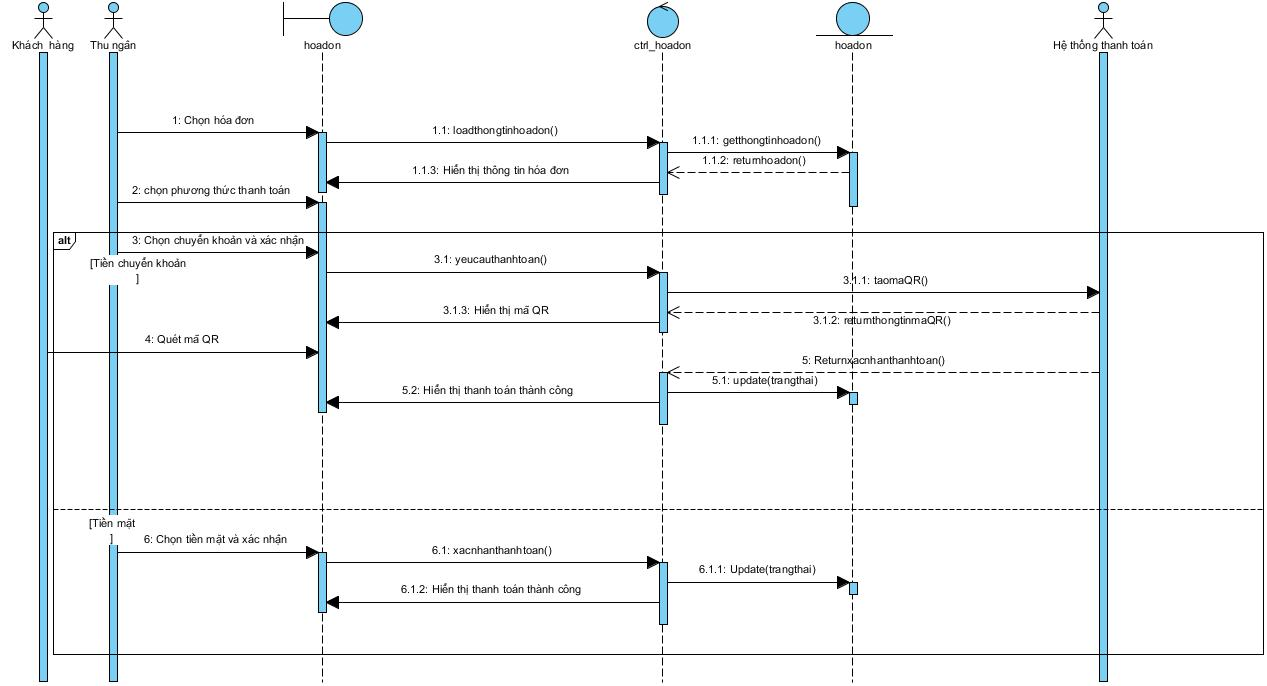 Khách hàng
Thu ngân
hoadon
ctrl_hoadon
hoadon
Hệ thống thanh toán
1: Chọn hóa đơn
1.1: loadthongtinhoadon()
1.1.1: getthongtinhoadon()
1.1.2: returnhoadon()
1.1.3: Hiển thị thông tin hóa đơn
2: chọn phương thức thanh toán
alt
3: Chọn chuyển khoản và xác nhận
[Tiền chuyển khoản
]
3.1: yeucauthanhtoan()
3.1.1: taomaQR()
3.1.2: returnthongtinmaQR()
3.1.3: Hiển thị mã QR
4: Quét mã QR
5: Returnxacnhanthanhtoan()
5.1: update(trangthai)
5.2: Hiển thị thanh toán thành công
[Tiền mặt
]
6: Chọn tiền mặt và xác nhận
6.1: xacnhanthanhtoan()
6.1.1: Update(trangthai)
6.1.2: Hiển thị thanh toán thành công